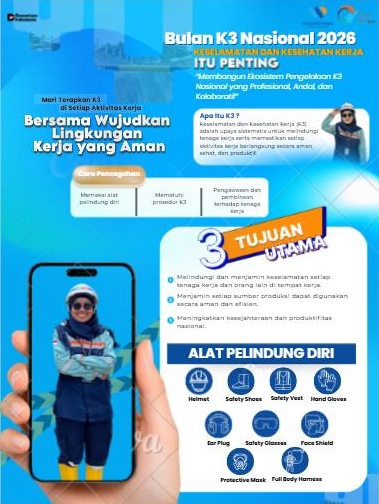 Danantara
Indonesia
Bulan K3 Nasional 2026
KESELAMATAN DAN KESEHATAN KERJA
ITU PENTING
"Membangun Ekosistem Pengelolaan K3
Nasional yang Profesional, Andal, dan
Kolaboratif"
Mari Terapkan K3
di Setiap Aktivitas Kerja
Bersama Wujudkan
Lingkungan
Kerja yang Aman
Apa Itu K3 ?
Keselamatan dan Kesehatan Kerja (K3)
adalah upaya sistematis untuk melindungi
tenaga kerja serta memastikan setiap
aktivitas kerja berlangsung secara aman,
sehat, dan produktif.
Cara Pencegahan
Memakai alat
pelindung diri
Mematuhi
prosedur K3
Pengawasan dan
pembinaan
terhadap tenaga
kerja
3 TUJUAN
UTAMA
1 Melindungi dan menjamin keselamatan setiap
tenaga kerja dan orang lain di tempat kerja.
2 Menjamin setiap sumber produksi dapat digunakan
secara aman dan efisien.
3 Meningkatkan kesejahteraan dan produktifitas
nasional.
ALAT PELINDUNG DIRI
Helmet
Safety Shoes
Safety Vest
Hand Gloves
Ear Plug
Safety Glasses
Face Shield
Protective Mask
Full Body Harness